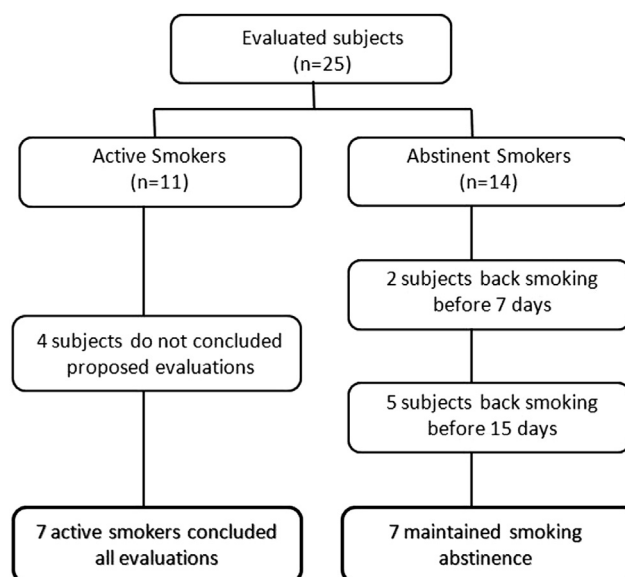 Evaluated subjects
(n=25)
Active Smokers
(n=11)
Abstinent Smokers
(n=14)
2 subjects back smoking
before 7 days
4 subjects do not concluded
proposed evaluations
5 subjects back smoking
before 15 days
7 active smokers concluded
all evaluations
7 maintained smoking
abstinence